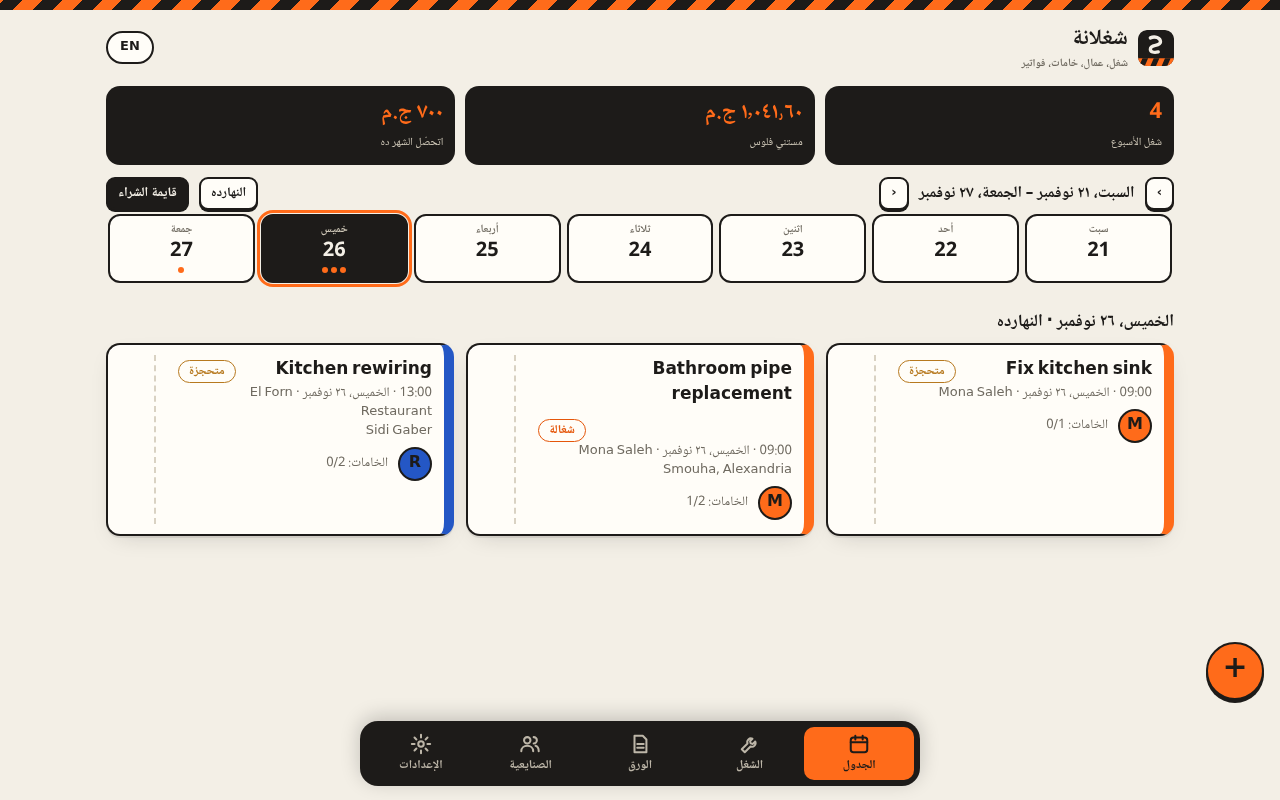 شغلانة
شغل، عمال، خامات، فواتير
EN
4
شغل الأسبوع
١٬٠٤١٫٦٠ ج.م
مستني فلوس
٧٠٠ ج.م
اتحصّل الشهر ده
السبت، ٢١ نوفمبر – الجمعة، ٢٧ نوفمبر
النهارده
قايمة الشراء
سبت
21
أحد
22
اثنين
23
ثلاثاء
24
أربعاء
25
خميس
26
جمعة
27
الخميس، ٢٦ نوفمبر · النهارده
Fix kitchen sink
متحجزة
09:00 · الخميس، ٢٦ نوفمبر · Mona Saleh
M
الخامات: 0/1
Bathroom pipe
replacement
شغالة
09:00 · الخميس، ٢٦ نوفمبر · Mona Saleh
Smouha, Alexandria
M
الخامات: 1/2
Kitchen rewiring
متحجزة
13:00 · الخميس، ٢٦ نوفمبر · El Forn
Restaurant
Sidi Gaber
R
الخامات: 0/2
+
الجدول
الشغل
الورق
الصنايعية
الإعدادات